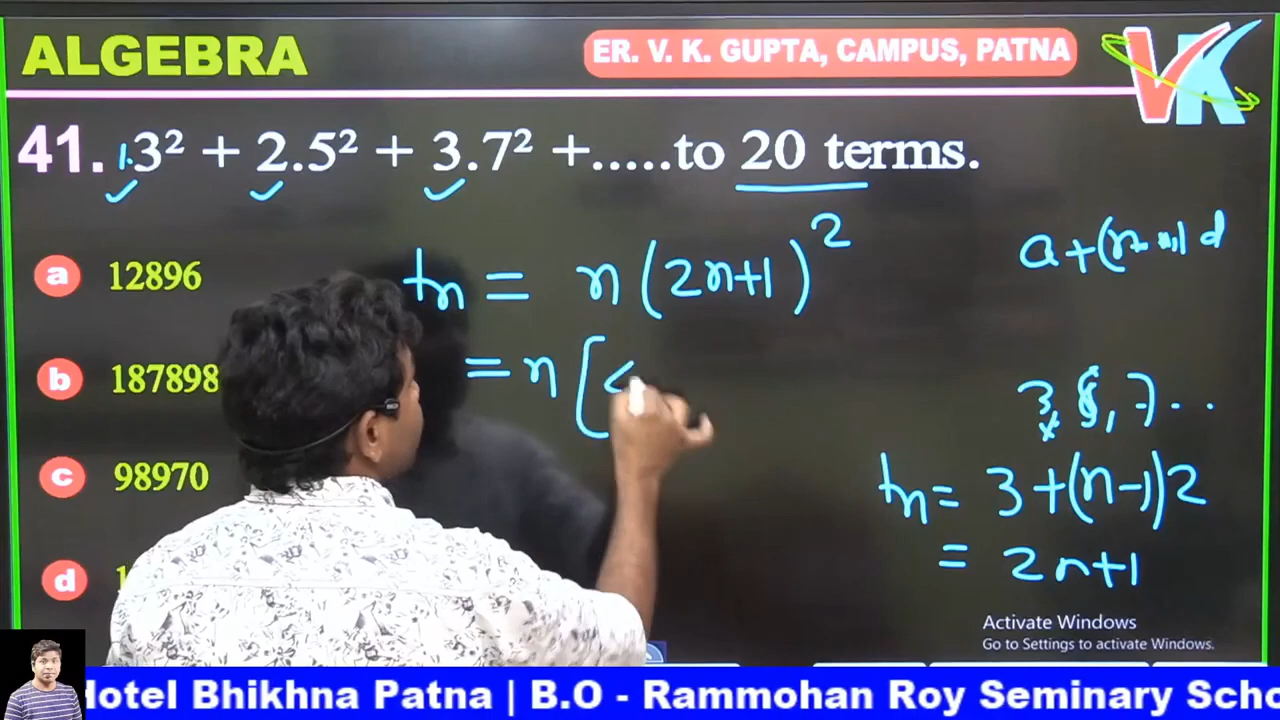 ALGEBRA
ER. V. K. GUPTA, CAMPUS, PATNA
VK
41. 1.3² + 2.5² + 3.7² +.....to 20 terms.
a 12896
b 187898
c 98970
d
tn = n(2n+1)²
= n[
a+(n-1)d
3, 5, 7...
tn = 3+(n-1)2
= 2n+1
Activate Windows
Go to Settings to activate Windows.
Hotel Bhikhna Patna | B.O - Rammohan Roy Seminary